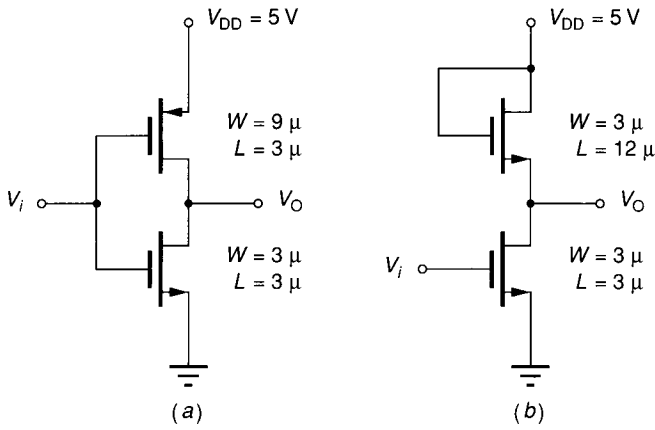 V_DD = 5 V
W = 9 μ
L = 3 μ
V_i
V_O
W = 3 μ
L = 3 μ
(a)
V_DD = 5 V
W = 3 μ
L = 12 μ
V_O
W = 3 μ
L = 3 μ
V_i
(b)